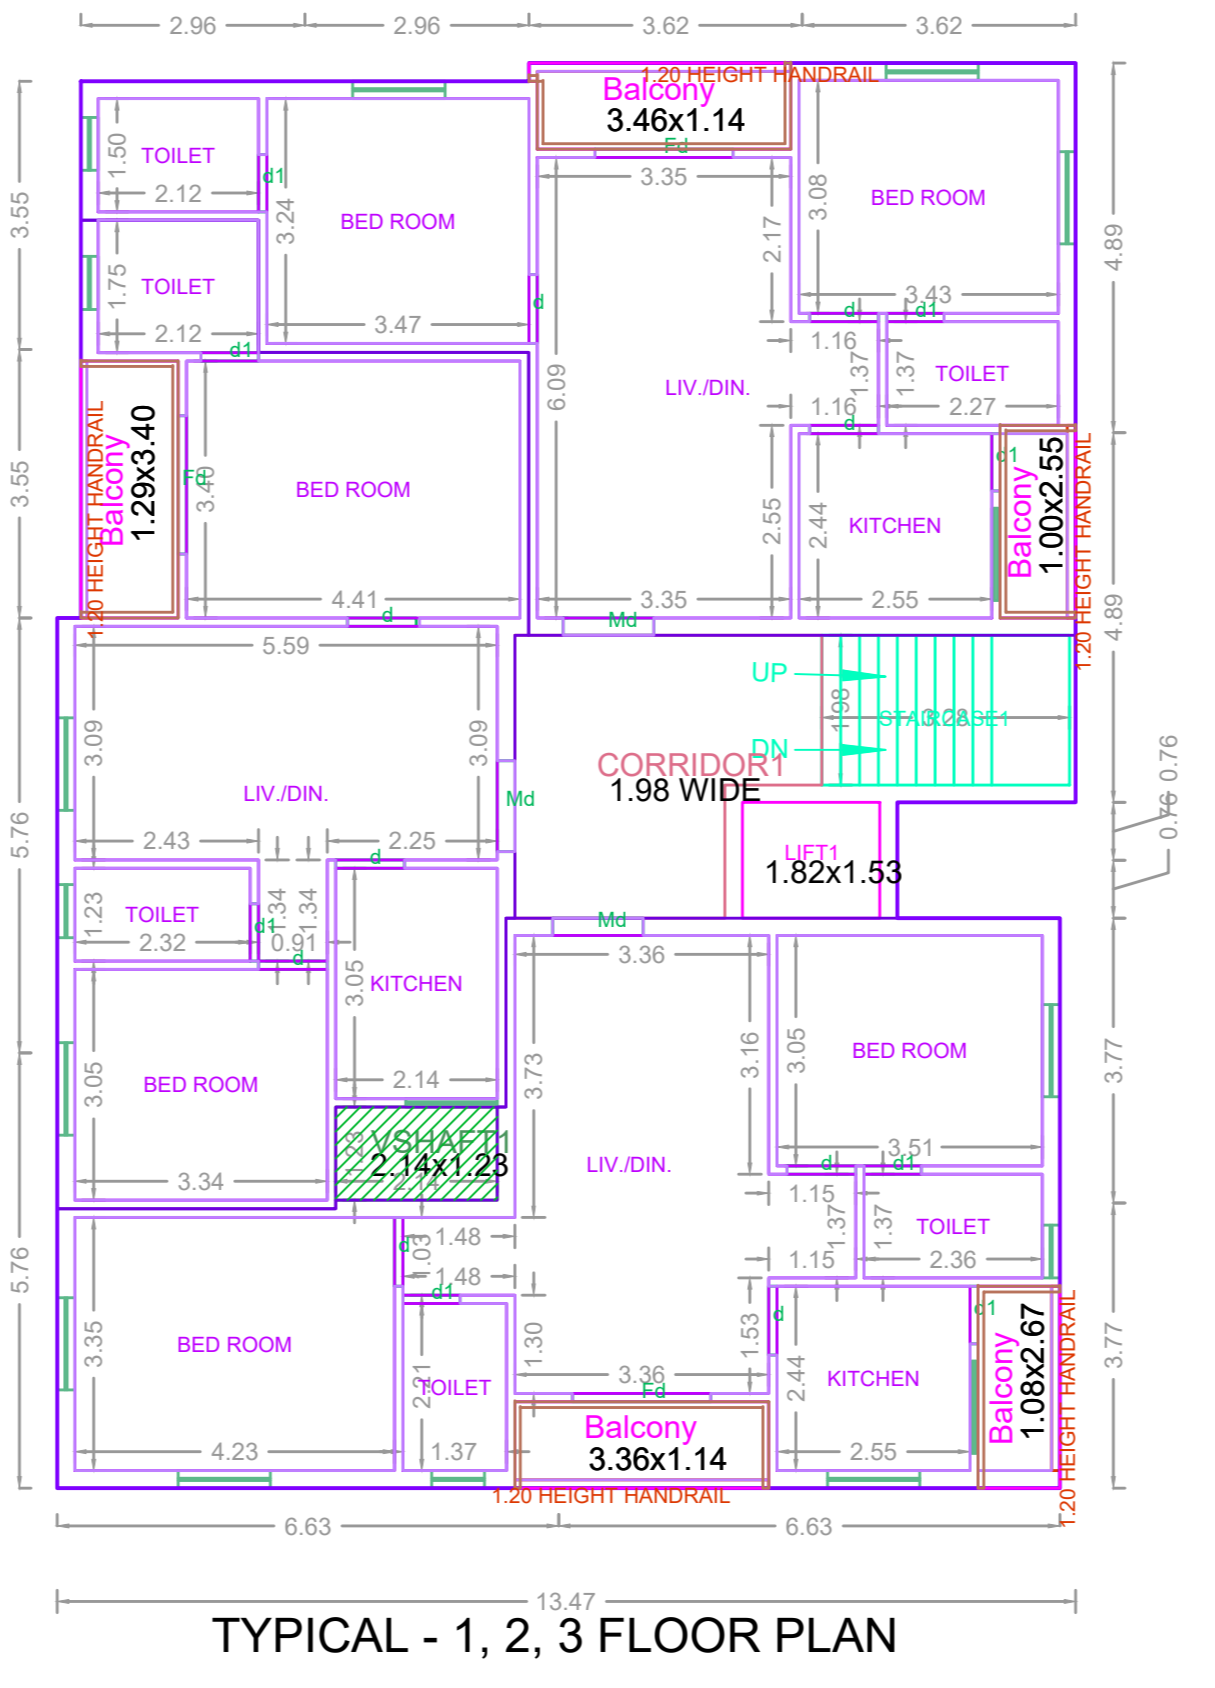 2.96
2.96
3.62
3.62
1.20 HEIGHT HANDRAIL
Balcony
3.46x1.14
Fd
3.35
1.50
TOILET
d1
2.12
3.24
BED ROOM
3.08
BED ROOM
3.55
2.17
4.89
1.75
TOILET
2.12
d
3.47
d1
3.43
d
d1
1.16
1.37
1.37
TOILET
6.09
LIV./DIN.
1.16
2.27
d
1.20 HEIGHT HANDRAIL
Balcony
1.29x3.40
Fd
3.40
BED ROOM
3.55
2.55
2.44
KITCHEN
d1
Balcony
1.00x2.55
1.20 HEIGHT HANDRAIL
4.41
3.35
2.55
d
Md
4.89
5.59
UP
1.98
STAIRCASE1
3.28
DN
3.09
3.09
CORRIDOR1
1.98 WIDE
0.76
0.76
LIV./DIN.
Md
5.76
2.43
2.25
d
LIFT1
1.82x1.53
1.23
TOILET
d1
1.34
1.34
2.32
0.91
d
Md
3.36
KITCHEN
3.05
3.05
BED ROOM
2.14
3.73
3.16
3.05
BED ROOM
3.77
3.51
VSHAFT1
2.14x1.23
1.23
2.14
3.34
LIV./DIN.
d
d1
1.15
1.37
1.37
TOILET
1.15
2.36
d
1.03
1.48
1.48
d1
5.76
3.35
BED ROOM
2.21
TOILET
1.30
1.53
d
2.44
KITCHEN
d1
Balcony
1.08x2.67
1.20 HEIGHT HANDRAIL
3.77
3.36
Fd
4.23
1.37
Balcony
3.36x1.14
2.55
1.20 HEIGHT HANDRAIL
6.63
6.63
13.47
TYPICAL - 1, 2, 3 FLOOR PLAN